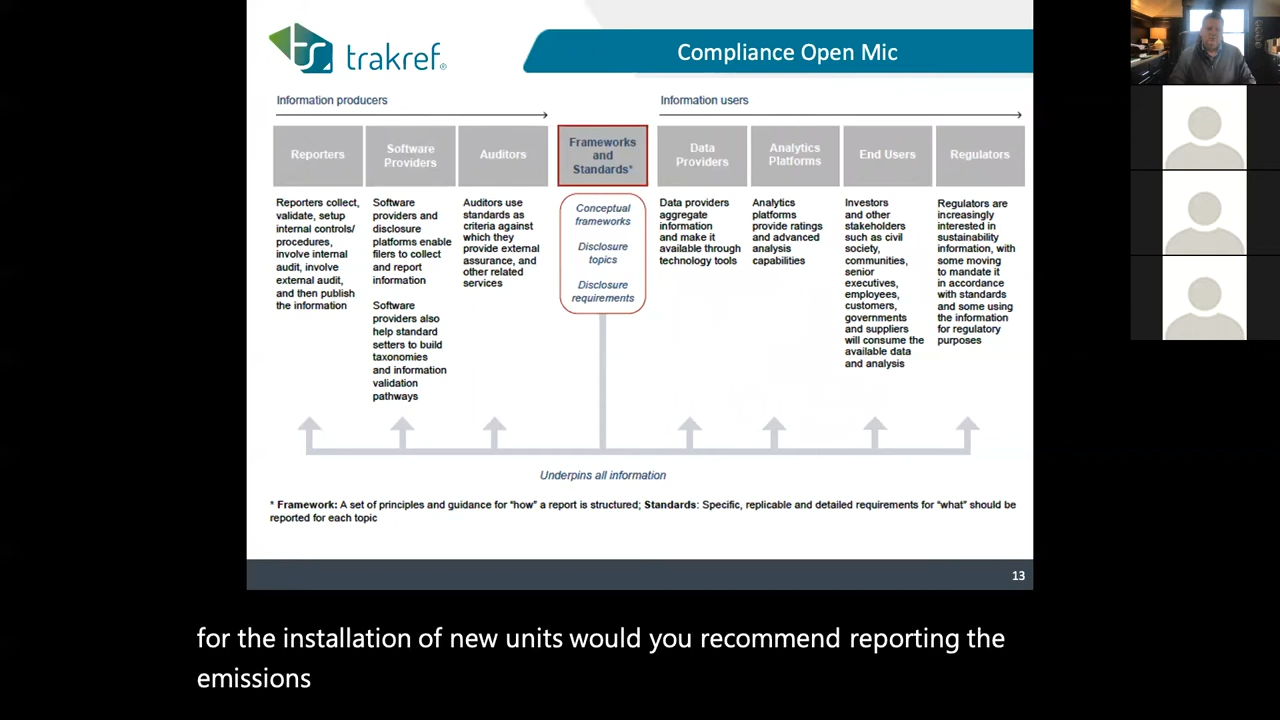 ts trakref®
Compliance Open Mic
Information producers
Information users
Reporters
Software
Providers
Auditors
Frameworks
and
Standards*
Data
Providers
Analytics
Platforms
End Users
Regulators
Reporters collect,
validate, setup
internal controls/
procedures,
involve internal
audit, involve
external audit,
and then publish
the information
Software
providers and
disclosure
platforms enable
filers to collect
and report
information
Software
providers also
help standard
setters to build
taxonomies
and information
validation
pathways
Auditors use
standards as
criteria against
which they
provide external
assurance, and
other related
services
Conceptual
frameworks
Disclosure
topics
Disclosure
requirements
Data providers
aggregate
information
and make it
available through
technology tools
Analytics
platforms
provide ratings
and advanced
analysis
capabilities
Investors
and other
stakeholders
such as civil
society,
communities,
senior
executives,
employees,
customers,
governments
and suppliers
will consume the
available data
and analysis
Regulators are
increasingly
interested in
sustainability
information, with
some moving
to mandate it
in accordance
with standards
and some using
the information
for regulatory
purposes
Underpins all information
* Framework: A set of principles and guidance for “how” a report is structured; Standards: Specific, replicable and detailed requirements for “what” should be
reported for each topic
13
for the installation of new units would you recommend reporting the
emissions